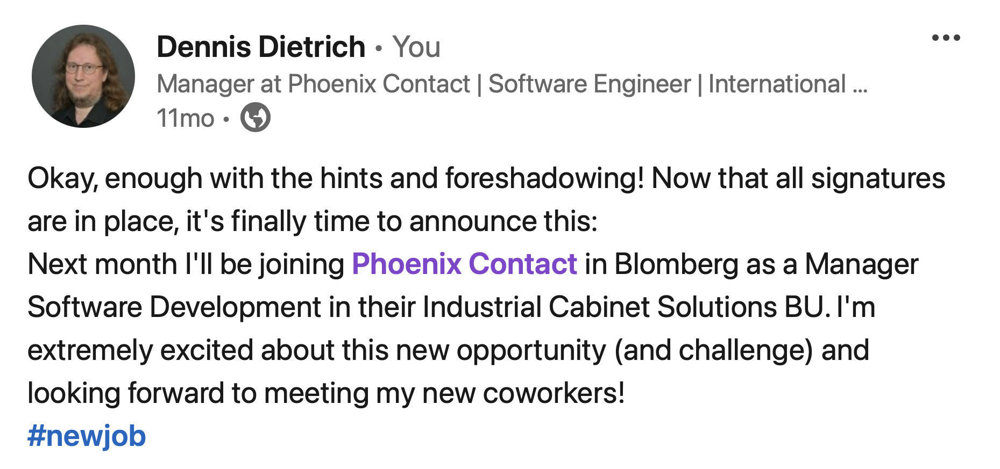 Dennis Dietrich • You
Manager at Phoenix Contact | Software Engineer | International ...
11mo •
Okay, enough with the hints and foreshadowing! Now that all signatures
are in place, it's finally time to announce this:
Next month I'll be joining Phoenix Contact in Blomberg as a Manager
Software Development in their Industrial Cabinet Solutions BU. I'm
extremely excited about this new opportunity (and challenge) and
looking forward to meeting my new coworkers!
#newjob